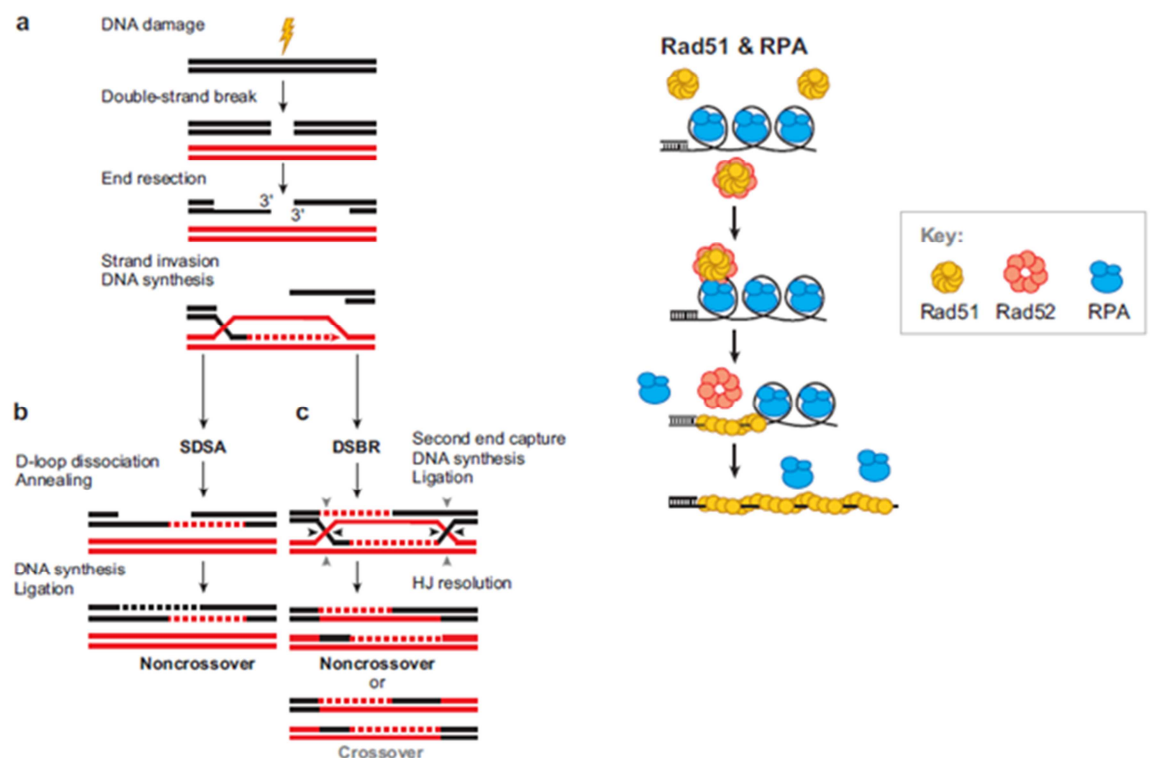 a
DNA damage
Double-strand break
End resection
3'
3'
Strand invasion
DNA synthesis
b
SDSA
D-loop dissociation
Annealing
DNA synthesis
Ligation
Noncrossover
c
DSBR
Second end capture
DNA synthesis
Ligation
HJ resolution
Noncrossover
or
Crossover
Rad51 & RPA
Key:
Rad51 Rad52 RPA